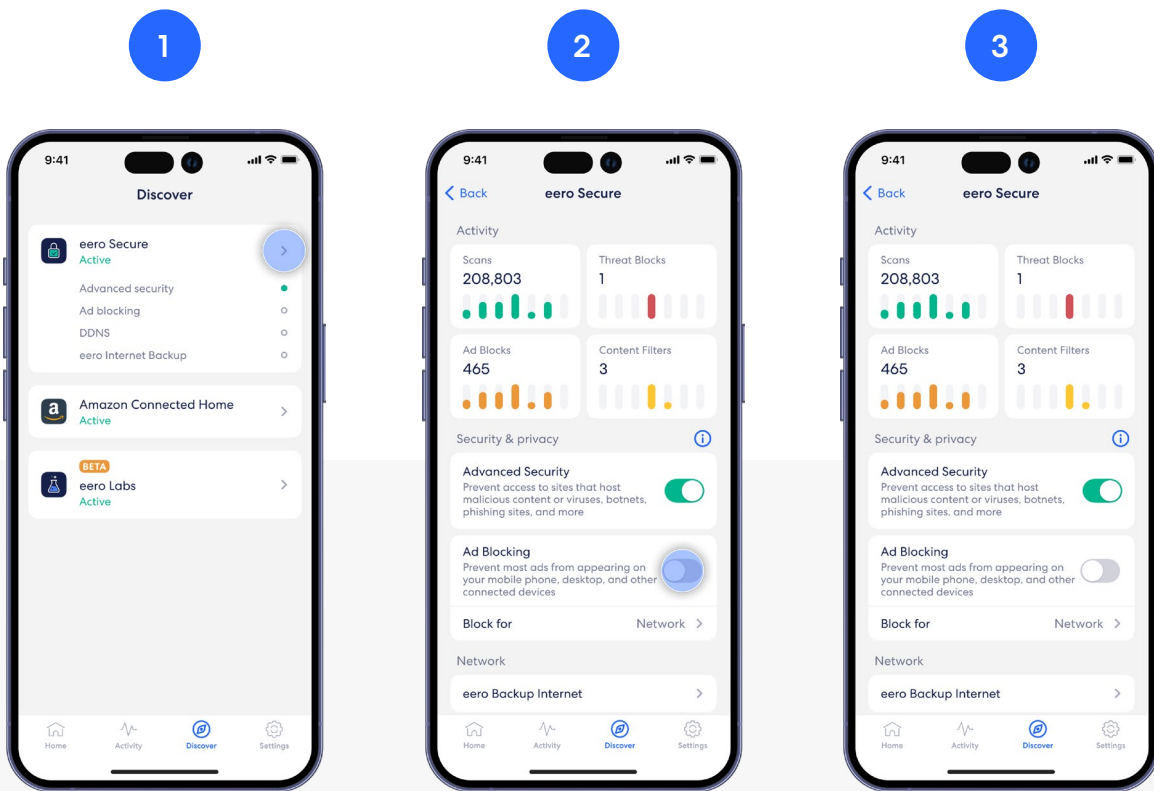 1
2
3
9:41
Discover
eero Secure
Active
Advanced security
Ad blocking
DDNS
eero Internet Backup
a
Amazon Connected Home
Active
BETA
eero Labs
Active
Home
Activity
Discover
Settings
9:41
Back
eero Secure
Activity
Scans
208,803
Threat Blocks
1
Ad Blocks
465
Content Filters
3
Security & privacy
Advanced Security
Prevent access to sites that host
malicious content or viruses, botnets,
phishing sites, and more
Ad Blocking
Prevent most ads from appearing on
your mobile phone, desktop, and other
connected devices
Block for
Network
Network
eero Backup Internet
Home
Activity
Discover
Settings
9:41
Back
eero Secure
Activity
Scans
208,803
Threat Blocks
1
Ad Blocks
465
Content Filters
3
Security & privacy
Advanced Security
Prevent access to sites that host
malicious content or viruses, botnets,
phishing sites, and more
Ad Blocking
Prevent most ads from appearing on
your mobile phone, desktop, and other
connected devices
Block for
Network
Network
eero Backup Internet
Home
Activity
Discover
Settings